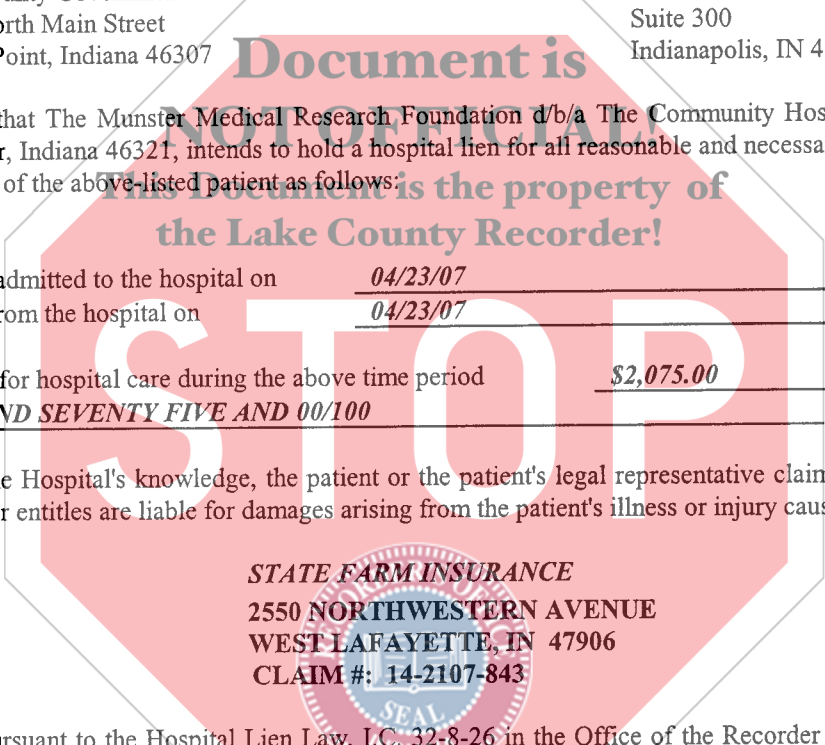 orth Main Street
Suite 300
Point, Indiana 46307
Indianapolis, IN 4
Document is
that The Munster Medical Research Foundation d/b/a The Community Hos
NOT OFFICIAL!
r, Indiana 46321, intends to hold a hospital lien for all reasonable and necessa
of the above-listed patient as follows:
This Document is the property of
the Lake County Recorder!
admitted to the hospital on 04/23/07
rom the hospital on 04/23/07
STOP
for hospital care during the above time period $2,075.00
ND SEVENTY FIVE AND 00/100
e Hospital's knowledge, the patient or the patient's legal representative claim
r entitles are liable for damages arising from the patient's illness or injury cau
STATE FARM INSURANCE
2550 NORTHWESTERN AVENUE
WEST LAFAYETTE, IN 47906
CLAIM #: 14-2107-843
SEAL
rsuant to the Hospital Lien Law, I.C. 32-8-26 in the Office of the Recorder